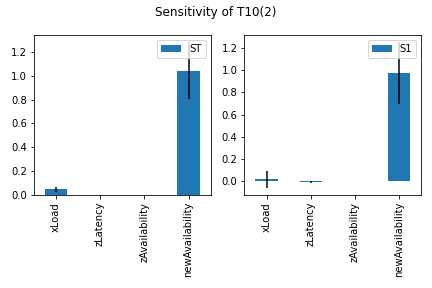 Sensitivity of T10(2)
ST
1.2
1.0
0.8
0.6
0.4
0.2
0.0
xLoad
zLatency
zAvailability
newAvailability
S1
1.2
1.0
0.8
0.6
0.4
0.2
0.0
xLoad
zLatency
zAvailability
newAvailability